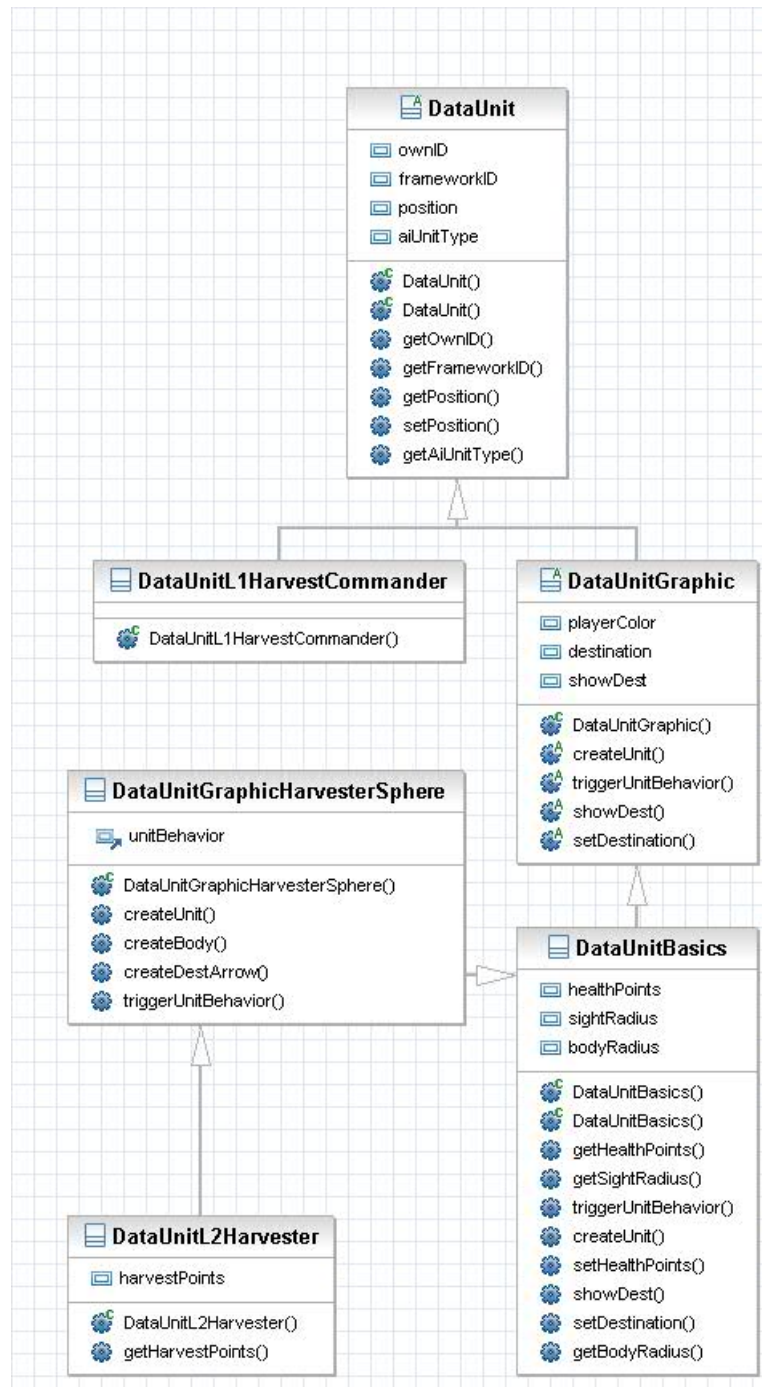 DataUnit
ownID
frameworkID
position
aiUnitType
DataUnit()
DataUnit()
getOwnID()
getFrameworkID()
getPosition()
setPosition()
getAiUnitType()
DataUnitL1HarvestCommander
DataUnitL1HarvestCommander()
DataUnitGraphic
playerColor
destination
showDest
DataUnitGraphic()
createUnit()
triggerUnitBehavior()
showDest()
setDestination()
DataUnitGraphicHarvesterSphere
unitBehavior
DataUnitGraphicHarvesterSphere()
createUnit()
createBody()
createDestArrow()
triggerUnitBehavior()
DataUnitBasics
healthPoints
sightRadius
bodyRadius
DataUnitBasics()
DataUnitBasics()
getHealthPoints()
getSightRadius()
triggerUnitBehavior()
createUnit()
setHealthPoints()
showDest()
setDestination()
getBodyRadius()
DataUnitL2Harvester
harvestPoints
DataUnitL2Harvester()
getHarvestPoints()